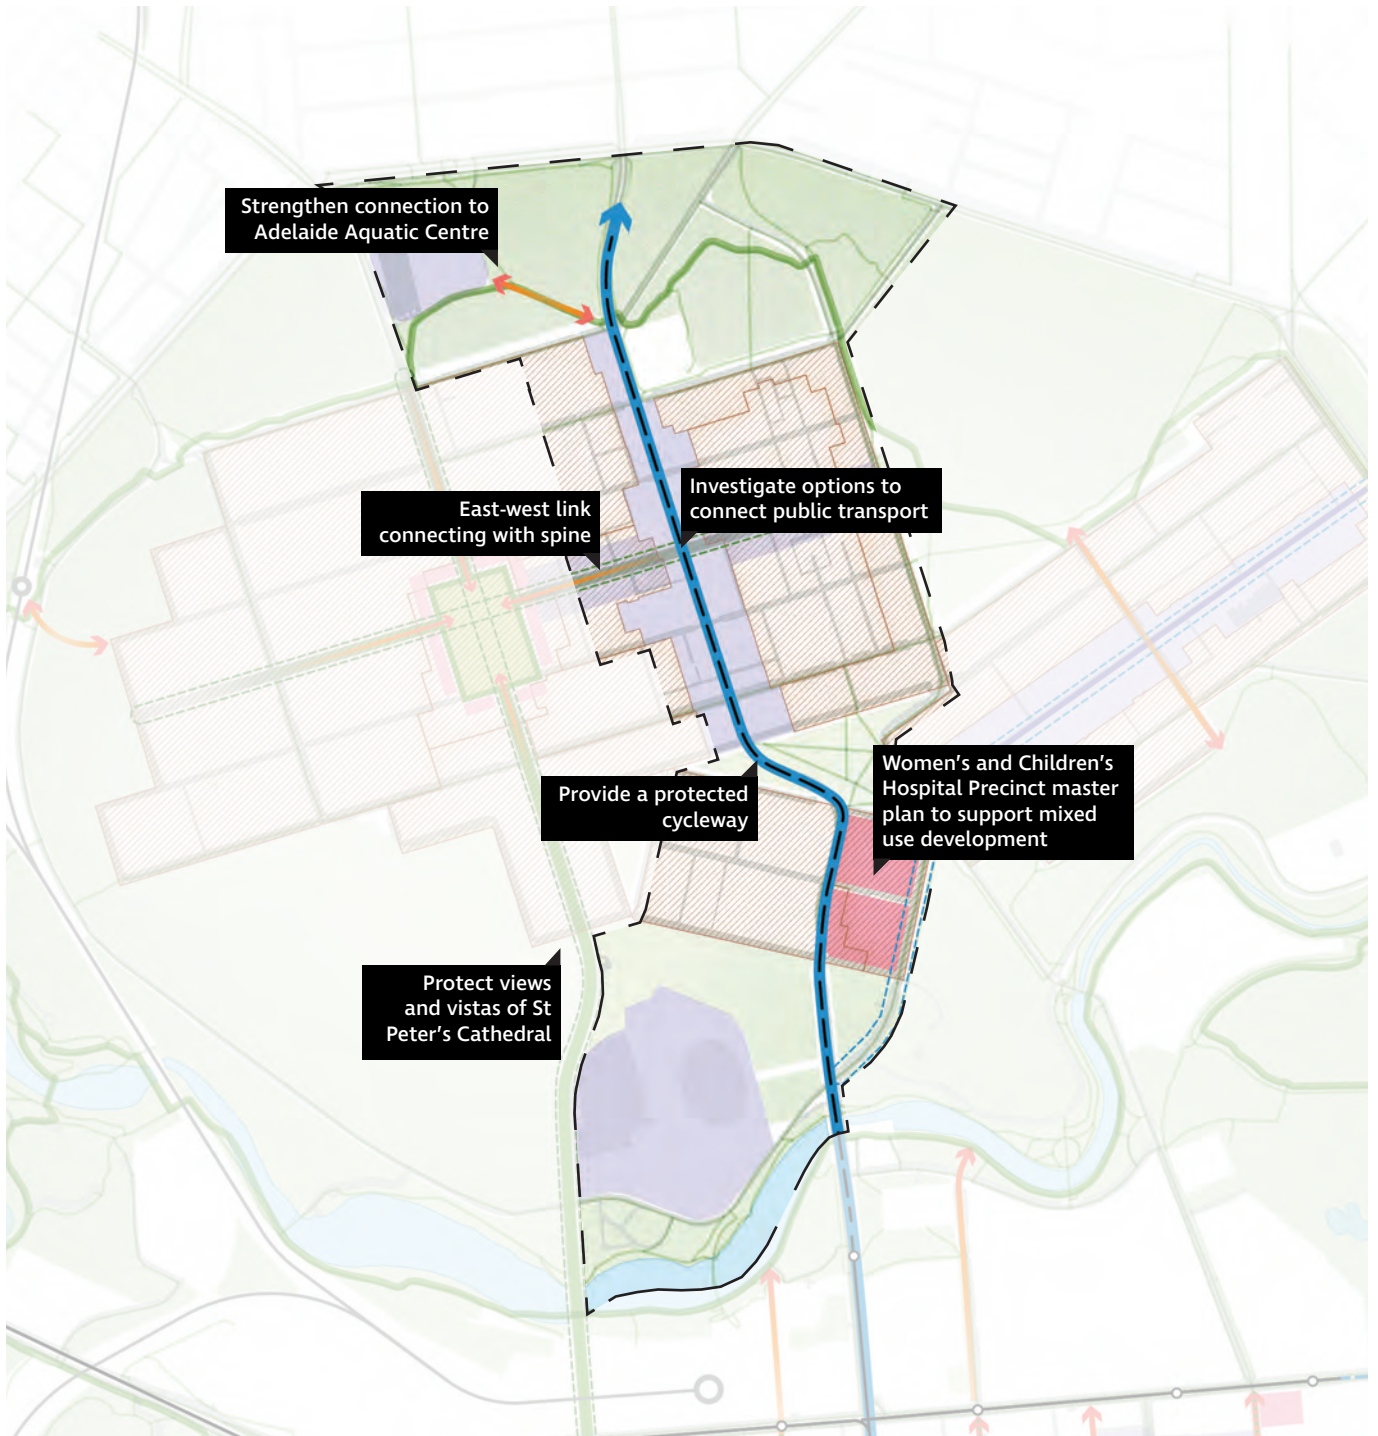 Strengthen connection to
Adelaide Aquatic Centre
Investigate options to
connect public transport
East-west link
connecting with spine
Women's and Children's
Hospital Precinct master
plan to support mixed
use development
Provide a protected
cycleway
Protect views
and vistas of St
Peter's Cathedral